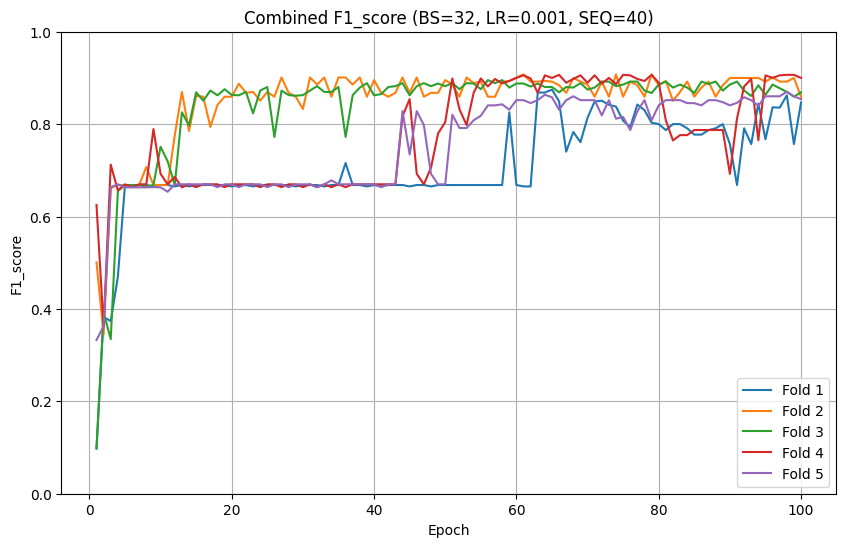 Combined F1_score (BS=32, LR=0.001, SEQ=40)
F1_score
1.0
0.8
0.6
0.4
0.2
0.0
0 20 40 60 80 100
Epoch
Fold 1
Fold 2
Fold 3
Fold 4
Fold 5